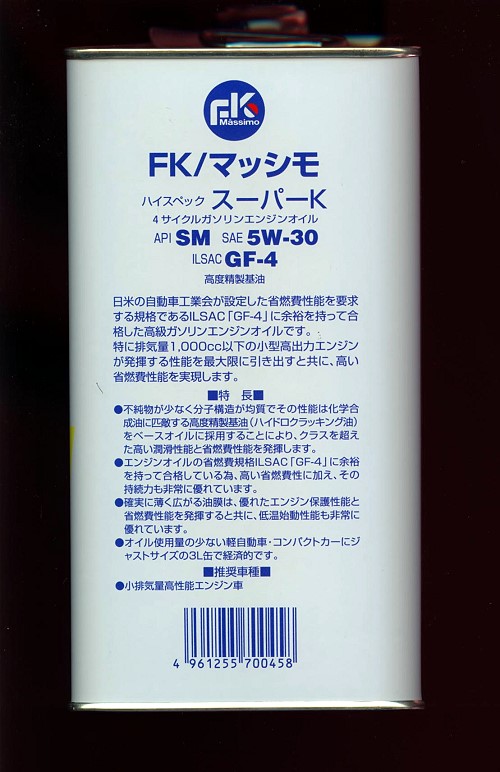 FK
Màssimo
FK/マッシモ
ハイスペック スーパーK
4サイクルガソリンエンジンオイル
API SM SAE 5W-30
ILSAC GF-4
高度精製基油
日米の自動車工業会が設定した省燃費性能を要求
する規格であるILSAC「GF-4」に余裕を持って合
格した高級ガソリンエンジンオイルです。
特に排気量1,000cc以下の小型高出力エンジン
が発揮する性能を最大限に引き出すと共に、高い
省燃費性能を実現します。
■特 長■
●不純物が少なく分子構造が均質でその性能は化学合
成油に匹敵する高度精製基油(ハイドロクラッキング油)
をベースオイルに採用することにより、クラスを超え
た高い潤滑性能と省燃費性能を発揮します。
●エンジンオイルの省燃費規格ILSAC「GF-4」に余裕
を持って合格している為、高い省燃費性に加え、その
持続力も非常に優れています。
●確実に薄く広がる油膜は、優れたエンジン保護性能と
省燃費性能を発揮すると共に、低温始動性能も非常に
優れています。
●オイル使用量の少ない軽自動車・コンパクトカーにジ
ャストサイズの3L缶で経済的です。
■推奨車種■
●小排気量高性能エンジン車
4 961255 700458